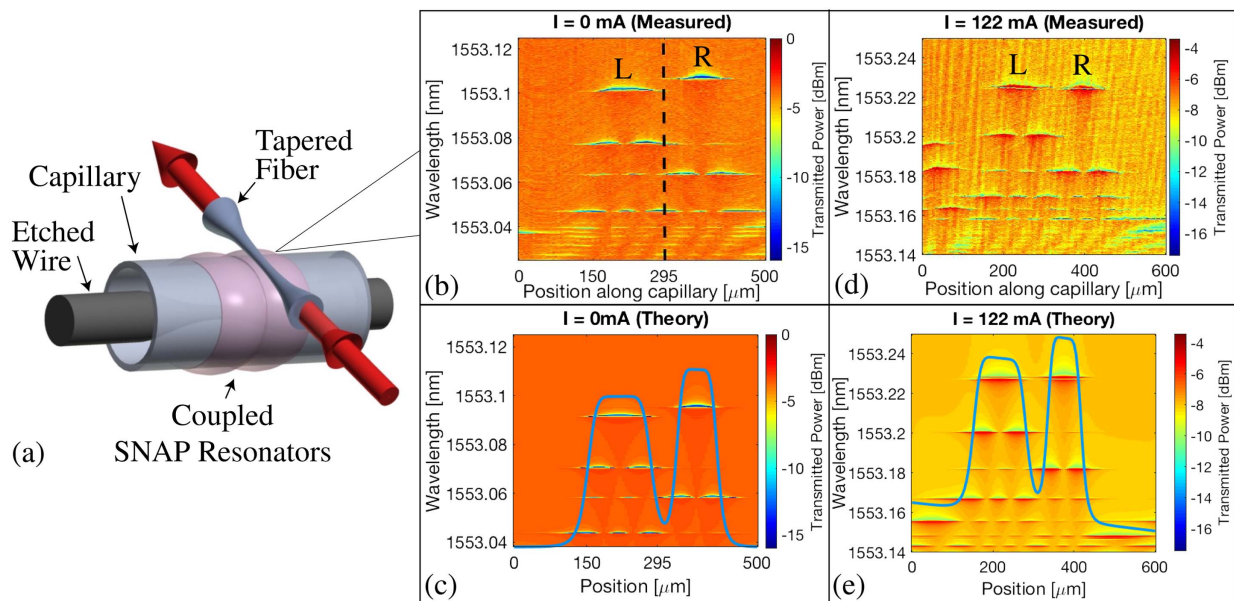 (a)
Capillary
Etched
Wire
Tapered
Fiber
Coupled
SNAP Resonators
I = 0 mA (Measured)
L
R
Wavelength [nm]
1553.12
1553.1
1553.08
1553.06
1553.04
150
295
500
Position along capillary [μm]
Transmitted Power [dBm]
0
-5
-10
-15
(b)
I = 122 mA (Measured)
L
R
Wavelength [nm]
1553.24
1553.22
1553.2
1553.18
1553.16
1553.14
0
200
400
600
Position along capillary [μm]
Transmitted Power [dBm]
-4
-6
-8
-10
-12
-14
-16
(d)
I = 0mA (Theory)
Wavelength [nm]
1553.12
1553.1
1553.08
1553.06
1553.04
0
150
295
500
Position [μm]
Transmitted Power [dBm]
0
-5
-10
-15
(c)
I = 122 mA (Theory)
Wavelength [nm]
1553.24
1553.22
1553.2
1553.18
1553.16
1553.14
0
200
400
600
Position [μm]
Transmitted Power [dBm]
-4
-6
-8
-10
-12
-14
-16
(e)